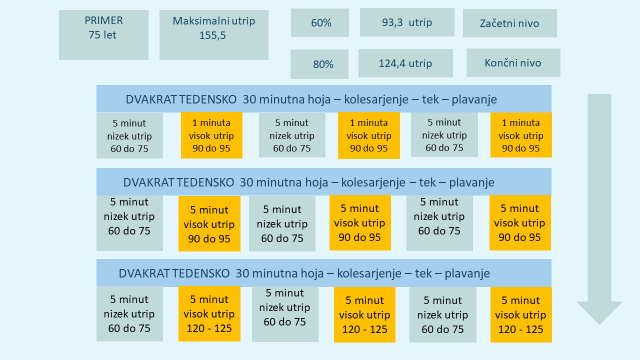 PRIMER
75 let
Maksimalni utrip
155,5
60%
93,3 utrip
Začetni nivo
80%
124,4 utrip
Končni nivo
DVAKRAT TEDENSKO 30 minutna hoja – kolesarjenje – tek – plavanje
5 minut
nizek utrip
60 do 75
1 minuta
visok utrip
90 do 95
5 minut
nizek utrip
60 do 75
1 minuta
visok utrip
90 do 95
5 minut
nizek utrip
60 do 75
1 minuta
visok utrip
90 do 95
DVAKRAT TEDENSKO 30 minutna hoja – kolesarjenje – tek – plavanje
5 minut
nizek utrip
60 do 75
5 minut
visok utrip
90 do 95
5 minut
nizek utrip
60 do 75
5 minut
visok utrip
90 do 95
5 minut
nizek utrip
60 do 75
5 minut
visok utrip
90 do 95
DVAKRAT TEDENSKO 30 minutna hoja – kolesarjenje – tek – plavanje
5 minut
nizek utrip
60 do 75
5 minut
visok utrip
120 - 125
5 minut
nizek utrip
60 do 75
5 minut
visok utrip
120 - 125
5 minut
nizek utrip
60 do 75
5 minut
visok utrip
120 - 125